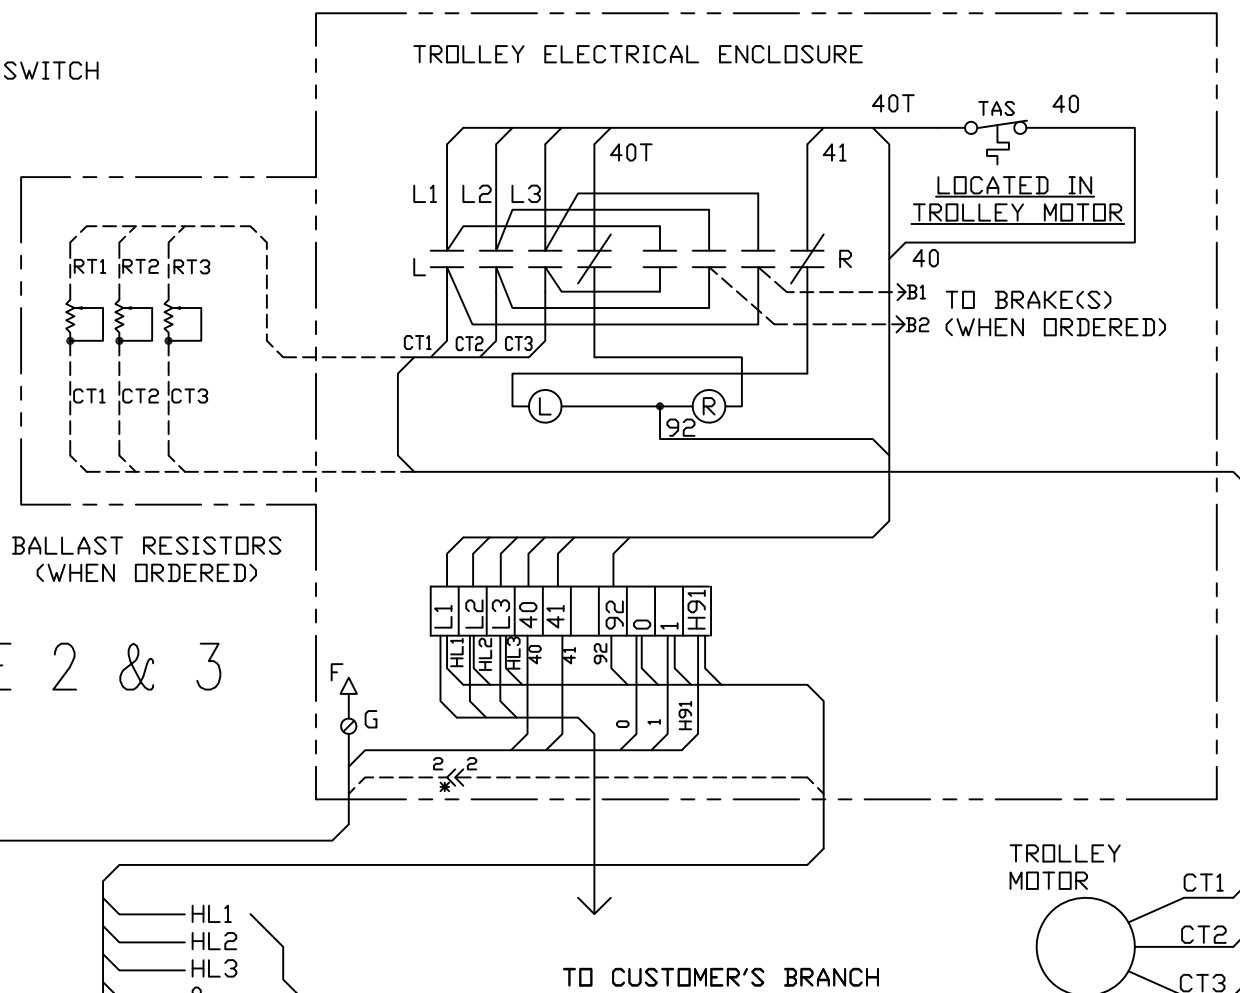 TROLLEY ELECTRICAL ENCLOSURE
SWITCH
40T TAS 40
40T 41
LOCATED IN
TROLLEY MOTOR
L1 L2 L3
L R
40
RT1 RT2 RT3
B1
B2
TO BRAKE(S)
(WHEN ORDERED)
CT1 CT2 CT3
CT1 CT2 CT3
L R
92
BALLAST RESISTORS
(WHEN ORDERED)
L1 L2 L3 40 41 92 0 1 H91
HL1 HL2 HL3 40 41 92
E 2 & 3
F
G
0 1 H91
2 2
*
TROLLEY
MOTOR
CT1
CT2
CT3
HL1
HL2
HL3
TO CUSTOMER'S BRANCH